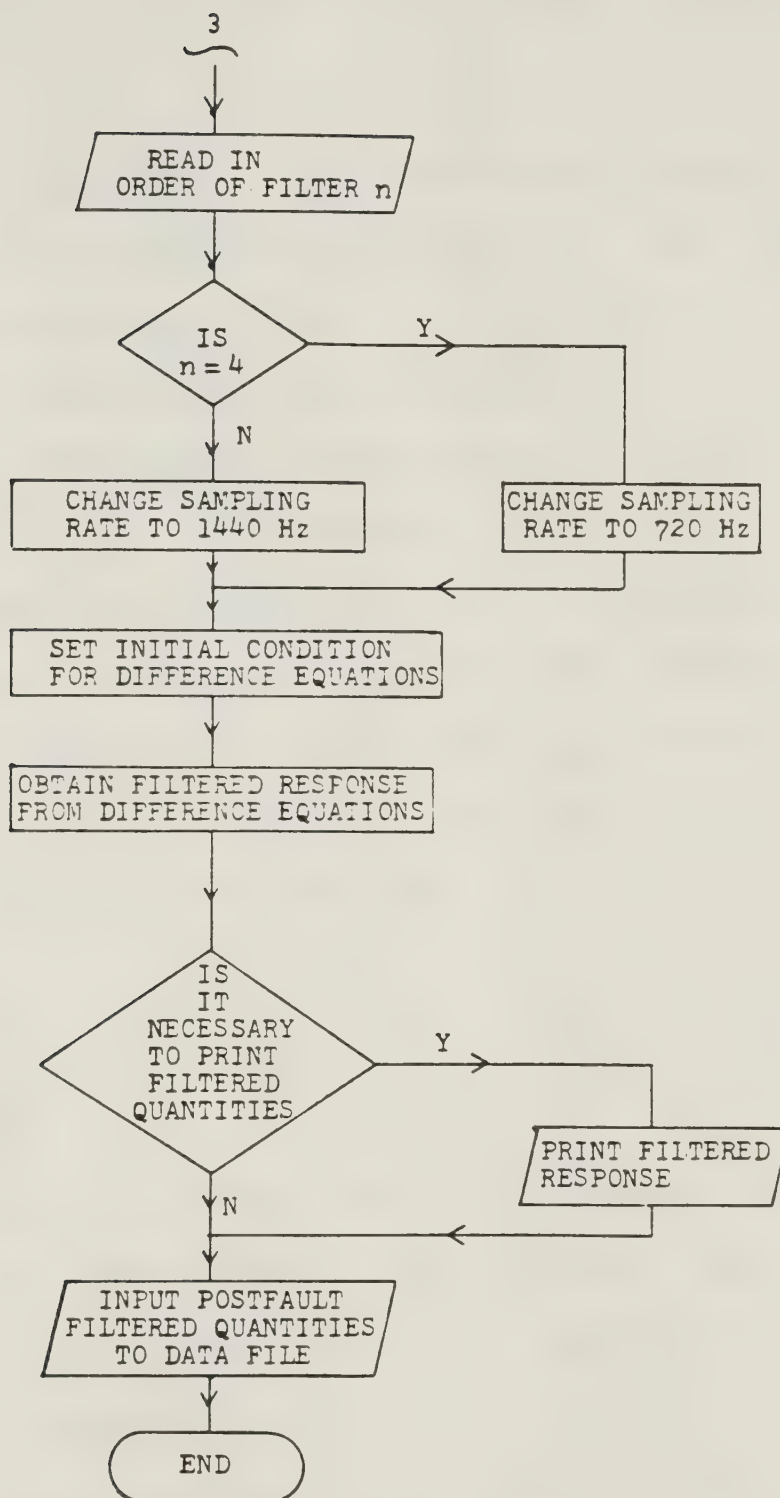 3
READ IN
ORDER OF FILTER n
IS
n = 4
Y
N
CHANGE SAMPLING
RATE TO 1440 Hz
CHANGE SAMPLING
RATE TO 720 Hz
SET INITIAL CONDITION
FOR DIFFERENCE EQUATIONS
OBTAIN FILTERED RESPONSE
FROM DIFFERENCE EQUATIONS
IS
IT
NECESSARY
TO PRINT
FILTERED
QUANTITIES
Y
PRINT FILTERED
RESPONSE
N
INPUT POSTFAULT
FILTERED QUANTITIES
TO DATA FILE
END